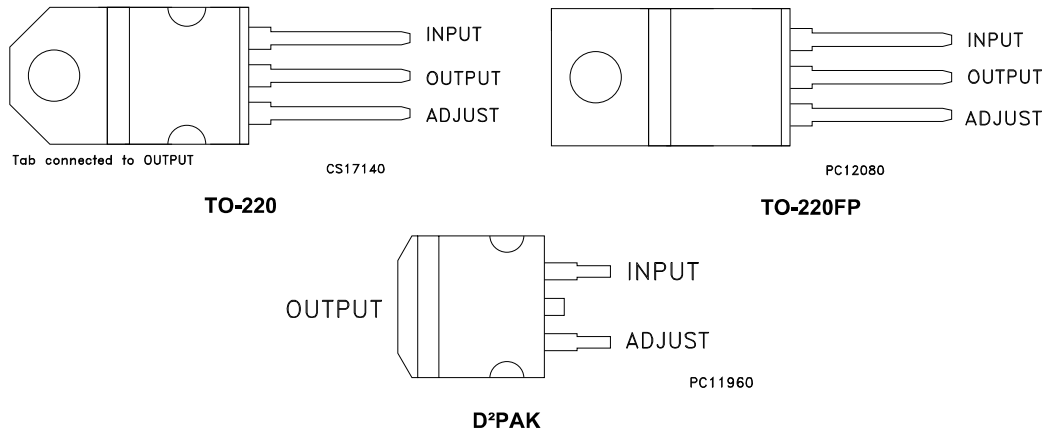 INPUT
OUTPUT
ADJUST
Tab connected to OUTPUT
CS17140
TO-220
INPUT
OUTPUT
ADJUST
PC12080
TO-220FP
OUTPUT
INPUT
ADJUST
PC11960
D²PAK